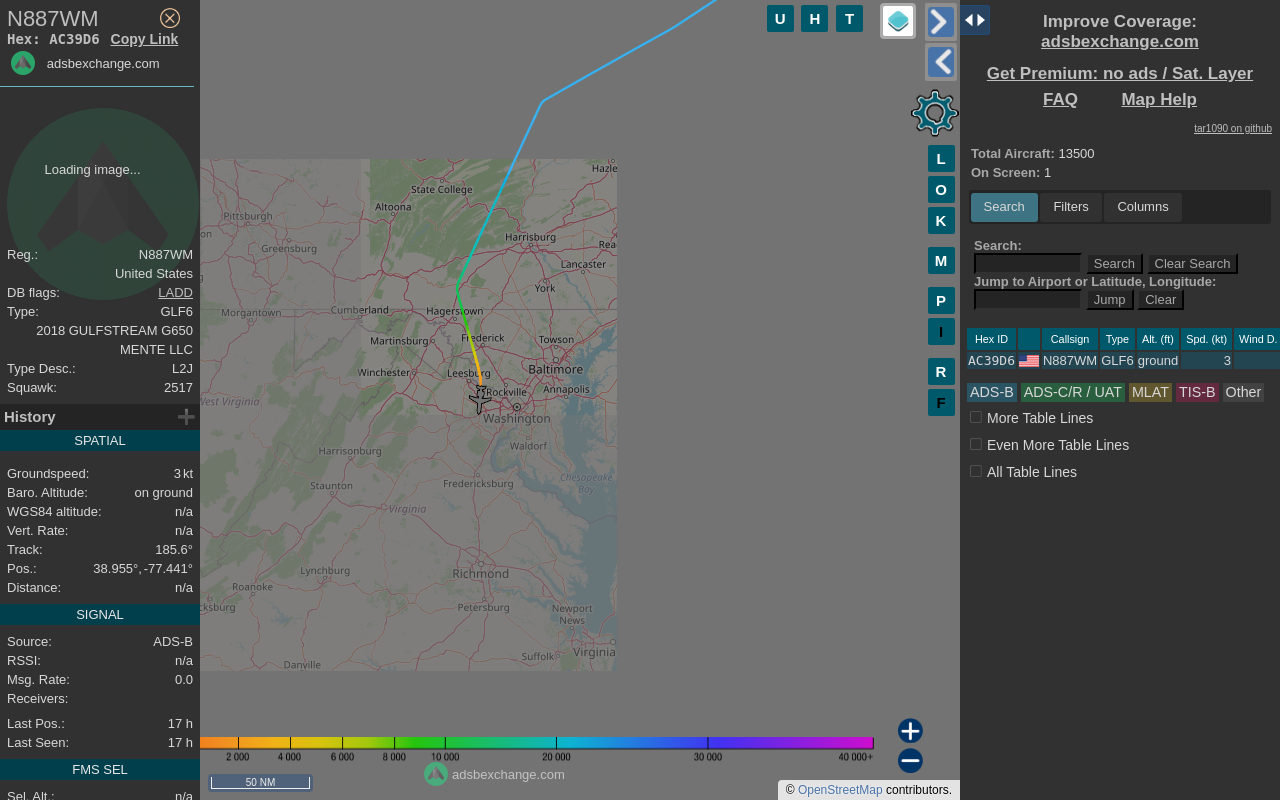 N887WM
Hex: AC39D6 Copy Link
adsbexchange.com
Loading image...
Reg.: N887WM
United States
DB flags: LADD
Type: GLF6
2018 GULFSTREAM G650
MENTE LLC
Type Desc.: L2J
Squawk: 2517
History
SPATIAL
Groundspeed: 3 kt
Baro. Altitude: on ground
WGS84 altitude: n/a
Vert. Rate: n/a
Track: 185.6°
Pos.: 38.955°, -77.441°
Distance: n/a
SIGNAL
Source: ADS-B
RSSI: n/a
Msg. Rate: 0.0
Receivers:
Last Pos.: 17 h
Last Seen: 17 h
FMS SEL
Sel. Alt.: n/a
U H T
L
O
K
M
P
I
R
F
Hazle
State College
Altoona
Pittsburgh
on
Greensburg
Harrisburg
Rea
Lancaster
York
Morgantown
Cumberland
Hagerstown
Martinsburg
Frederick
Towson
Winchester
Leesburg
Baltimore
Rockville
Annapolis
West Virginia
Washington
Waldorf
Harrisonburg
Staunton
Fredericksburg
Chesapeake
Bay
Virginia
Lynchburg
Richmond
Roanoke
cksburg
Petersburg
Newport
News
Danville
Suffolk
Virginia
2 000 4 000 6 000 8 000 10 000 20 000 30 000 40 000+
50 NM
adsbexchange.com
© OpenStreetMap contributors.
Improve Coverage:
adsbexchange.com
Get Premium: no ads / Sat. Layer
FAQ Map Help
tar1090 on github
Total Aircraft: 13500
On Screen: 1
Search Filters Columns
Search:
Search Clear Search
Jump to Airport or Latitude, Longitude:
Jump Clear
Hex ID Callsign Type Alt. (ft) Spd. (kt) Wind D.
AC39D6 N887WM GLF6 ground 3
ADS-B ADS-C/R / UAT MLAT TIS-B Other
More Table Lines
Even More Table Lines
All Table Lines